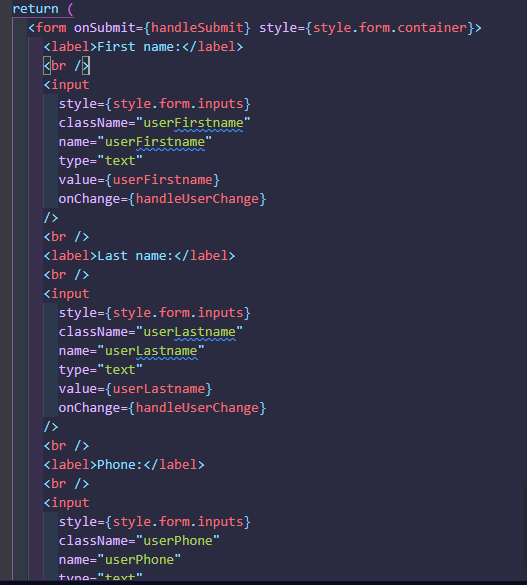 return (
<form onSubmit={handleSubmit} style={style.form.container}>
<label>First name:</label>
<br />
<input
style={style.form.inputs}
className="userFirstname"
name="userFirstname"
type="text"
value={userFirstname}
onChange={handleUserChange}
/>
<br />
<label>Last name:</label>
<br />
<input
style={style.form.inputs}
className="userLastname"
name="userLastname"
type="text"
value={userLastname}
onChange={handleUserChange}
/>
<br />
<label>Phone:</label>
<br />
<input
style={style.form.inputs}
className="userPhone"
name="userPhone"
type="text"